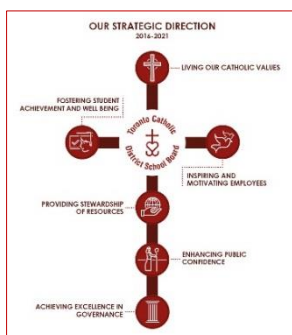 OUR STRATEGIC DIRECTION
2016-2021
LIVING OUR CATHOLIC VALUES
FOSTERING STUDENT
ACHIEVEMENT AND WELL BEING
Toronto Catholic
District School Board
INSPIRING AND
MOTIVATING EMPLOYEES
PROVIDING STEWARDSHIP
OF RESOURCES
ENHANCING PUBLIC
CONFIDENCE
ACHIEVING EXCELLENCE IN
GOVERNANCE